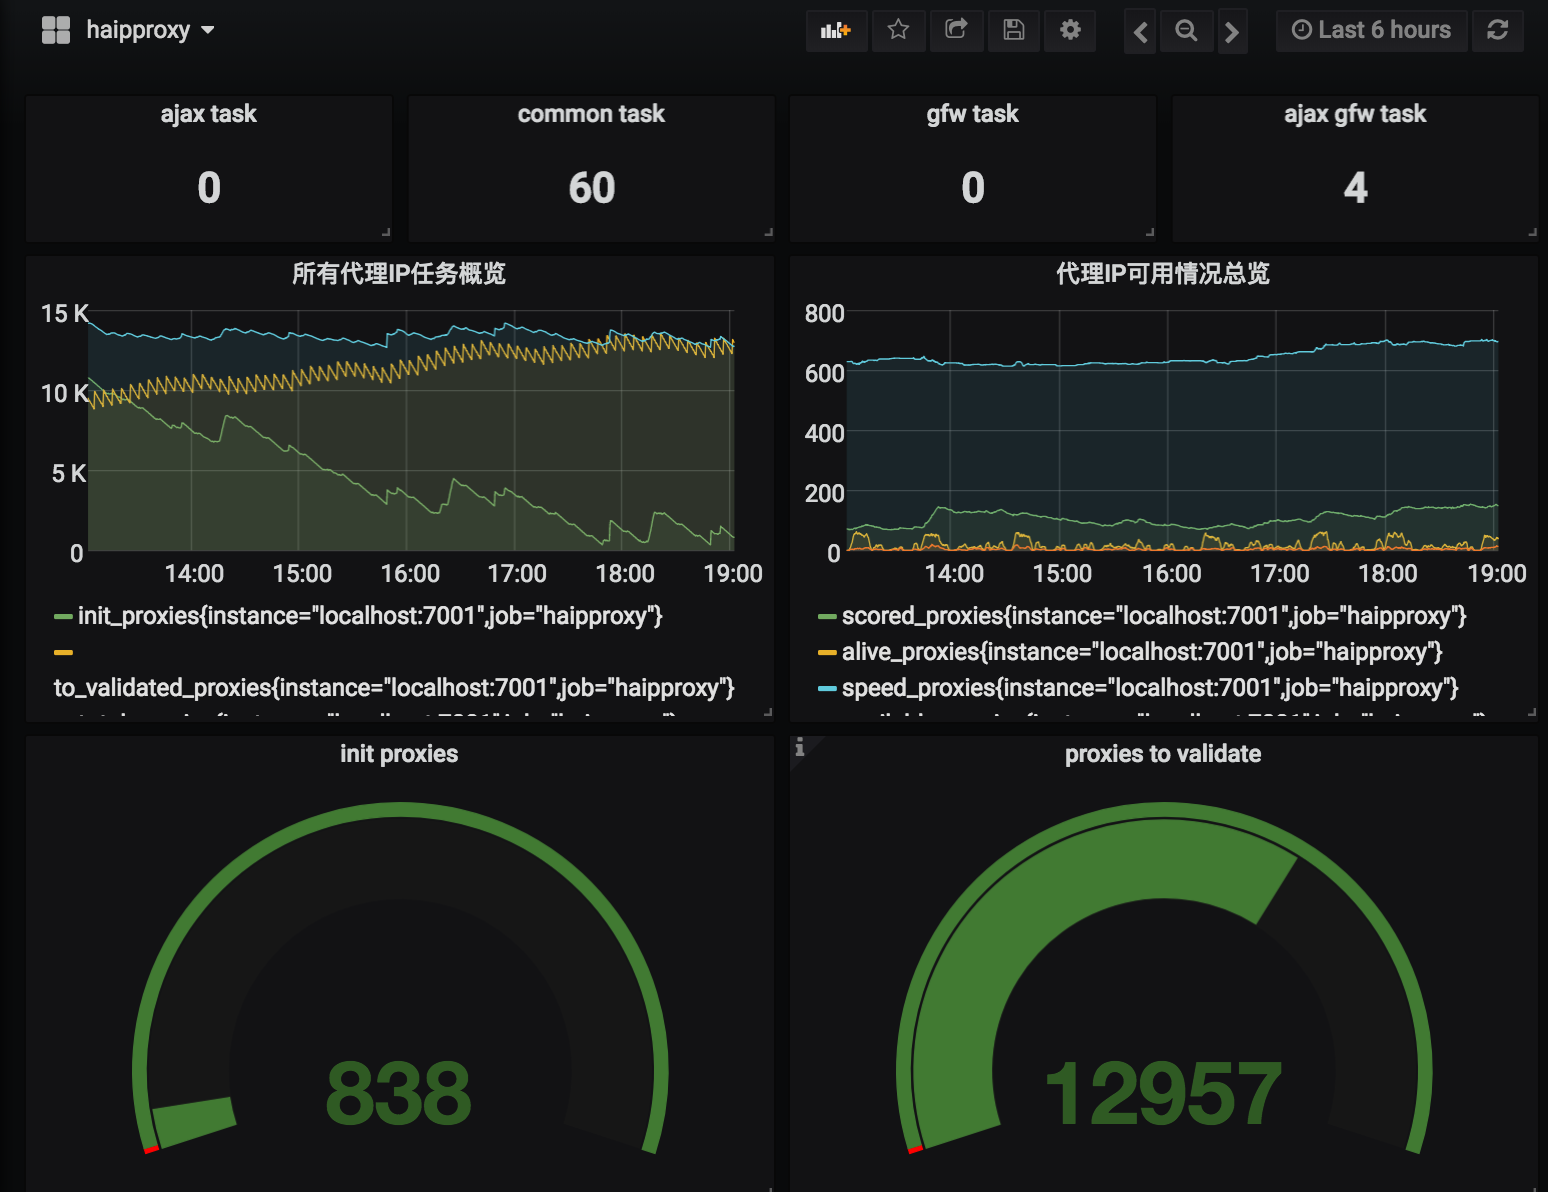 haipproxy
Last 6 hours
ajax task
0
common task
60
gfw task
0
ajax gfw task
4
所有代理IP任务概览
15 K
10 K
5 K
0
14:00 15:00 16:00 17:00 18:00 19:00
init_proxies{instance="localhost:7001",job="haipproxy"}
to_validated_proxies{instance="localhost:7001",job="haipproxy"}
代理IP可用情况总览
800
600
400
200
0
14:00 15:00 16:00 17:00 18:00 19:00
scored_proxies{instance="localhost:7001",job="haipproxy"}
alive_proxies{instance="localhost:7001",job="haipproxy"}
speed_proxies{instance="localhost:7001",job="haipproxy"}
init proxies
838
i
proxies to validate
12957